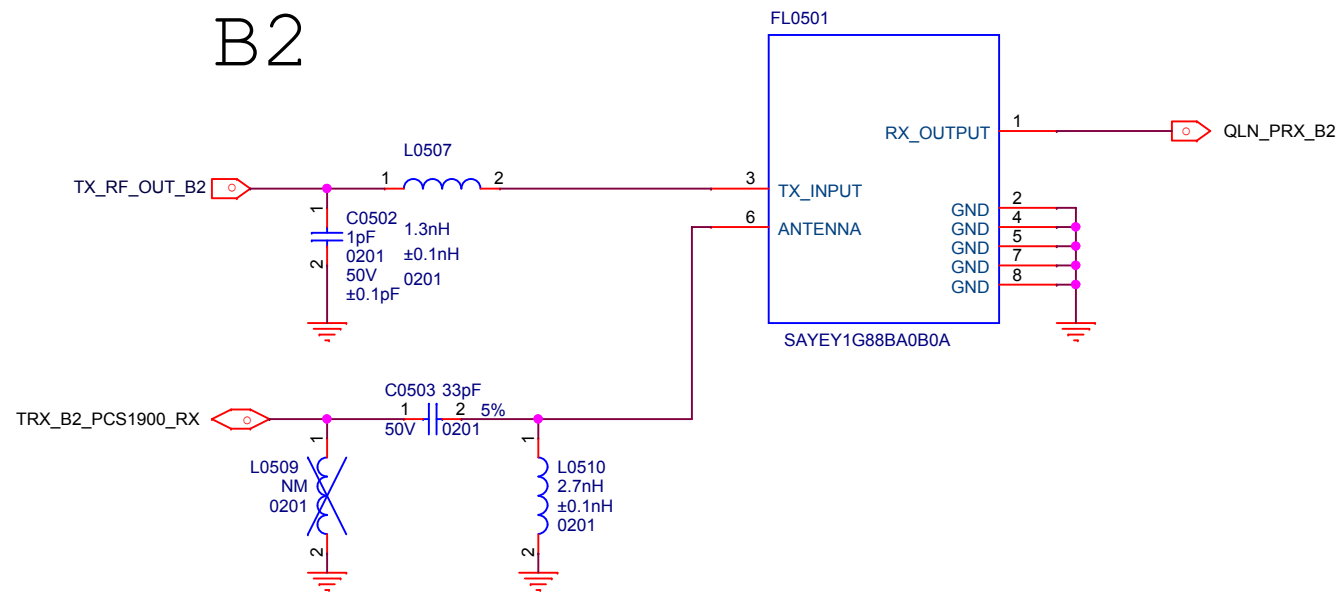 B2
FL0501
RX_OUTPUT
1
QLN_PRX_B2
L0507
TX_RF_OUT_B2
1
2
3
TX_INPUT
6
ANTENNA
GND
2
GND
4
GND
5
GND
7
GND
8
1
C0502
1pF
0201
50V
±0.1pF
2
1.3nH
±0.1nH
0201
SAYEY1G88BA0B0A
C0503 33pF
1
2
5%
50V
0201
TRX_B2_PCS1900_RX
1
L0509
NM
0201
2
1
L0510
2.7nH
±0.1nH
0201
2